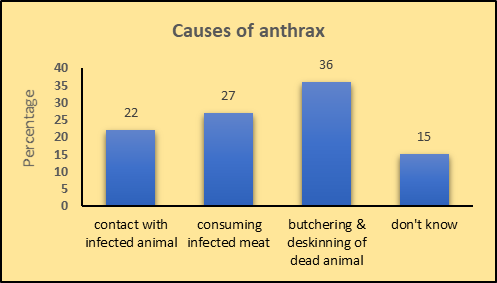 Causes of anthrax
Percentage
40
35
30
25
20
15
10
5
0
22
27
36
15
contact with
infected animal
consuming
infected meat
butchering &
deskinning of
dead animal
don't know